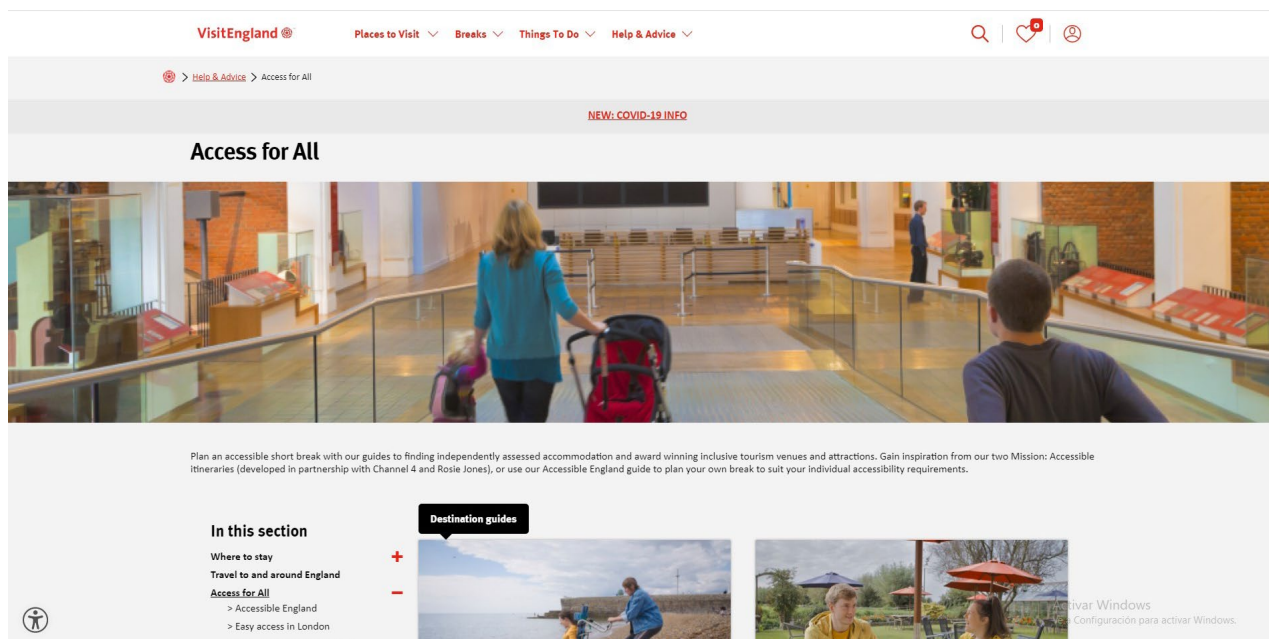 VisitEngland
Places to Visit Breaks Things To Do Help & Advice
0
> Help & Advice > Access for All
NEW: COVID-19 INFO
Access for All
Plan an accessible short break with our guides to finding independently assessed accommodation and award winning inclusive tourism venues and attractions. Gain inspiration from our two Mission: Accessible
itineraries (developed in partnership with Channel 4 and Rosie Jones), or use our Accessible England guide to plan your own break to suit your individual accessibility requirements.
In this section
Where to stay +
Travel to and around England
Access for All –
> Accessible England
> Easy access in London
Destination guides
tivar Windows
Configuración para activar Windows.